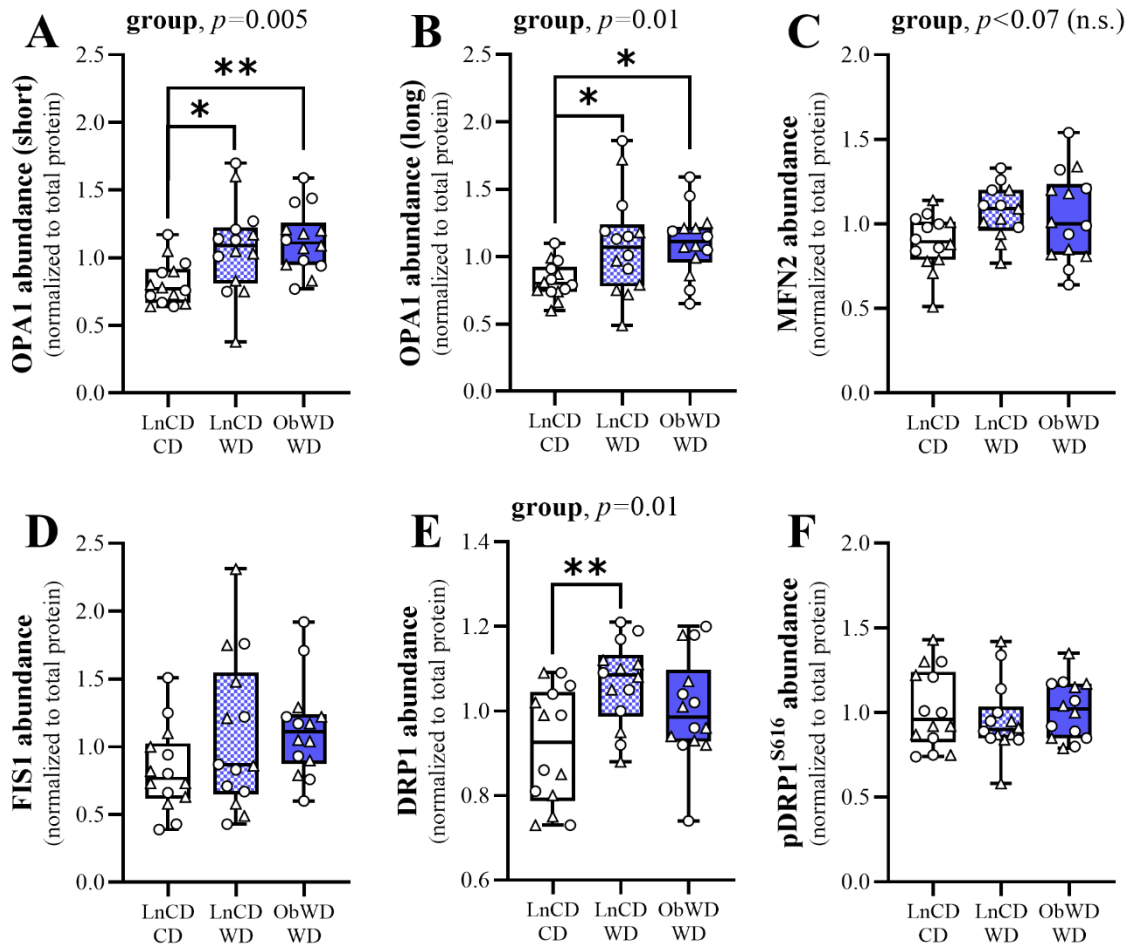 A
group, p=0.005
OPA1 abundance (short)
(normalized to total protein)
2.5
2.0
1.5
1.0
0.5
0.0
**
*
LnCD LnCD ObWD
CD WD WD
B
group, p=0.01
OPA1 abundance (long)
(normalized to total protein)
2.5
2.0
1.5
1.0
0.5
0.0
*
*
LnCD LnCD ObWD
CD WD WD
C
group, p<0.07 (n.s.)
MFN2 abundance
(normalized to total protein)
2.0
1.5
1.0
0.5
0.0
LnCD LnCD ObWD
CD WD WD
D
FIS1 abundance
(normalized to total protein)
2.5
2.0
1.5
1.0
0.5
0.0
LnCD LnCD ObWD
CD WD WD
E
group, p=0.01
DRP1 abundance
(normalized to total protein)
1.4
1.2
1.0
0.8
0.6
**
LnCD LnCD ObWD
CD WD WD
F
pDRP1^S616 abundance
(normalized to total protein)
2.0
1.5
1.0
0.5
0.0
LnCD LnCD ObWD
CD WD WD